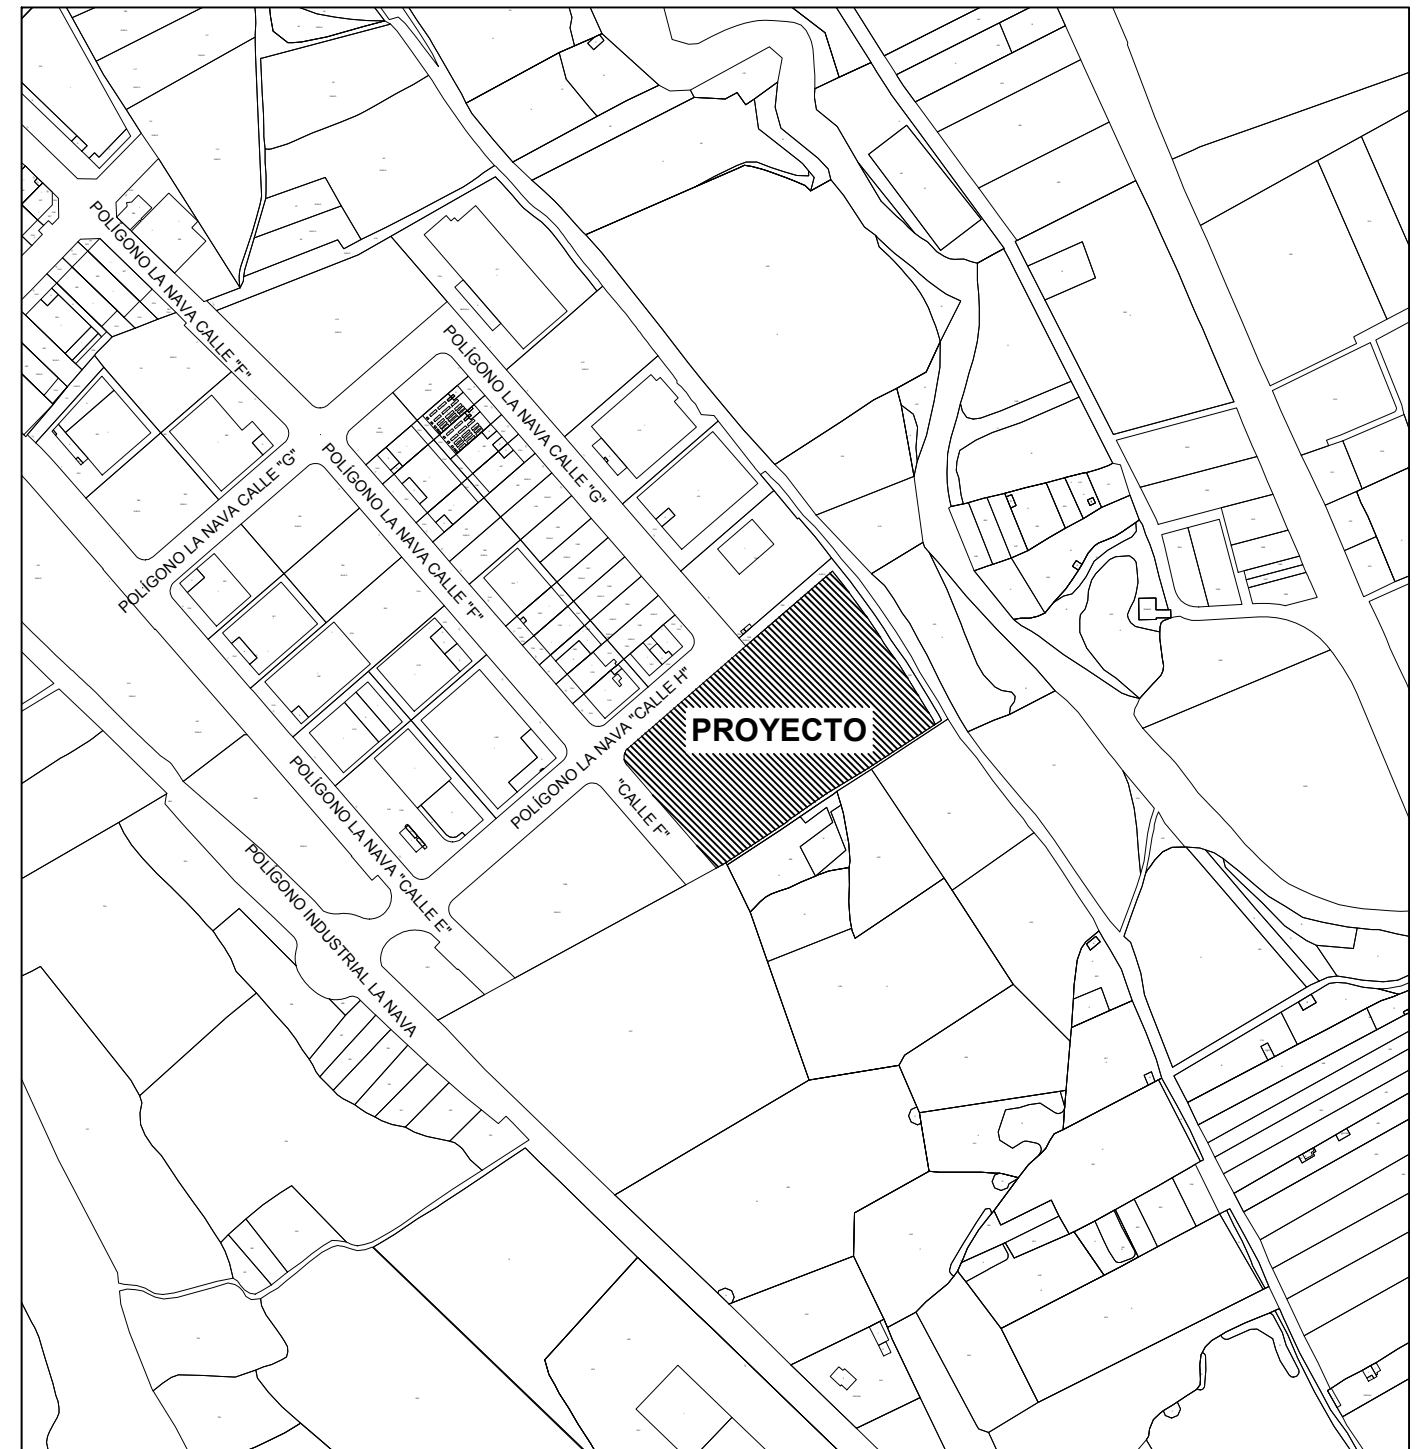 POLÍGONO LA NAVA CALLE "F"
POLÍGONO LA NAVA CALLE "G"
POLÍGONO LA NAVA CALLE "G"
POLÍGONO LA NAVA CALLE "F"
POLÍGONO LA NAVA "CALLE H"
PROYECTO
"CALLE F"
POLÍGONO LA NAVA "CALLE E"
POLÍGONO INDUSTRIAL LA NAVA